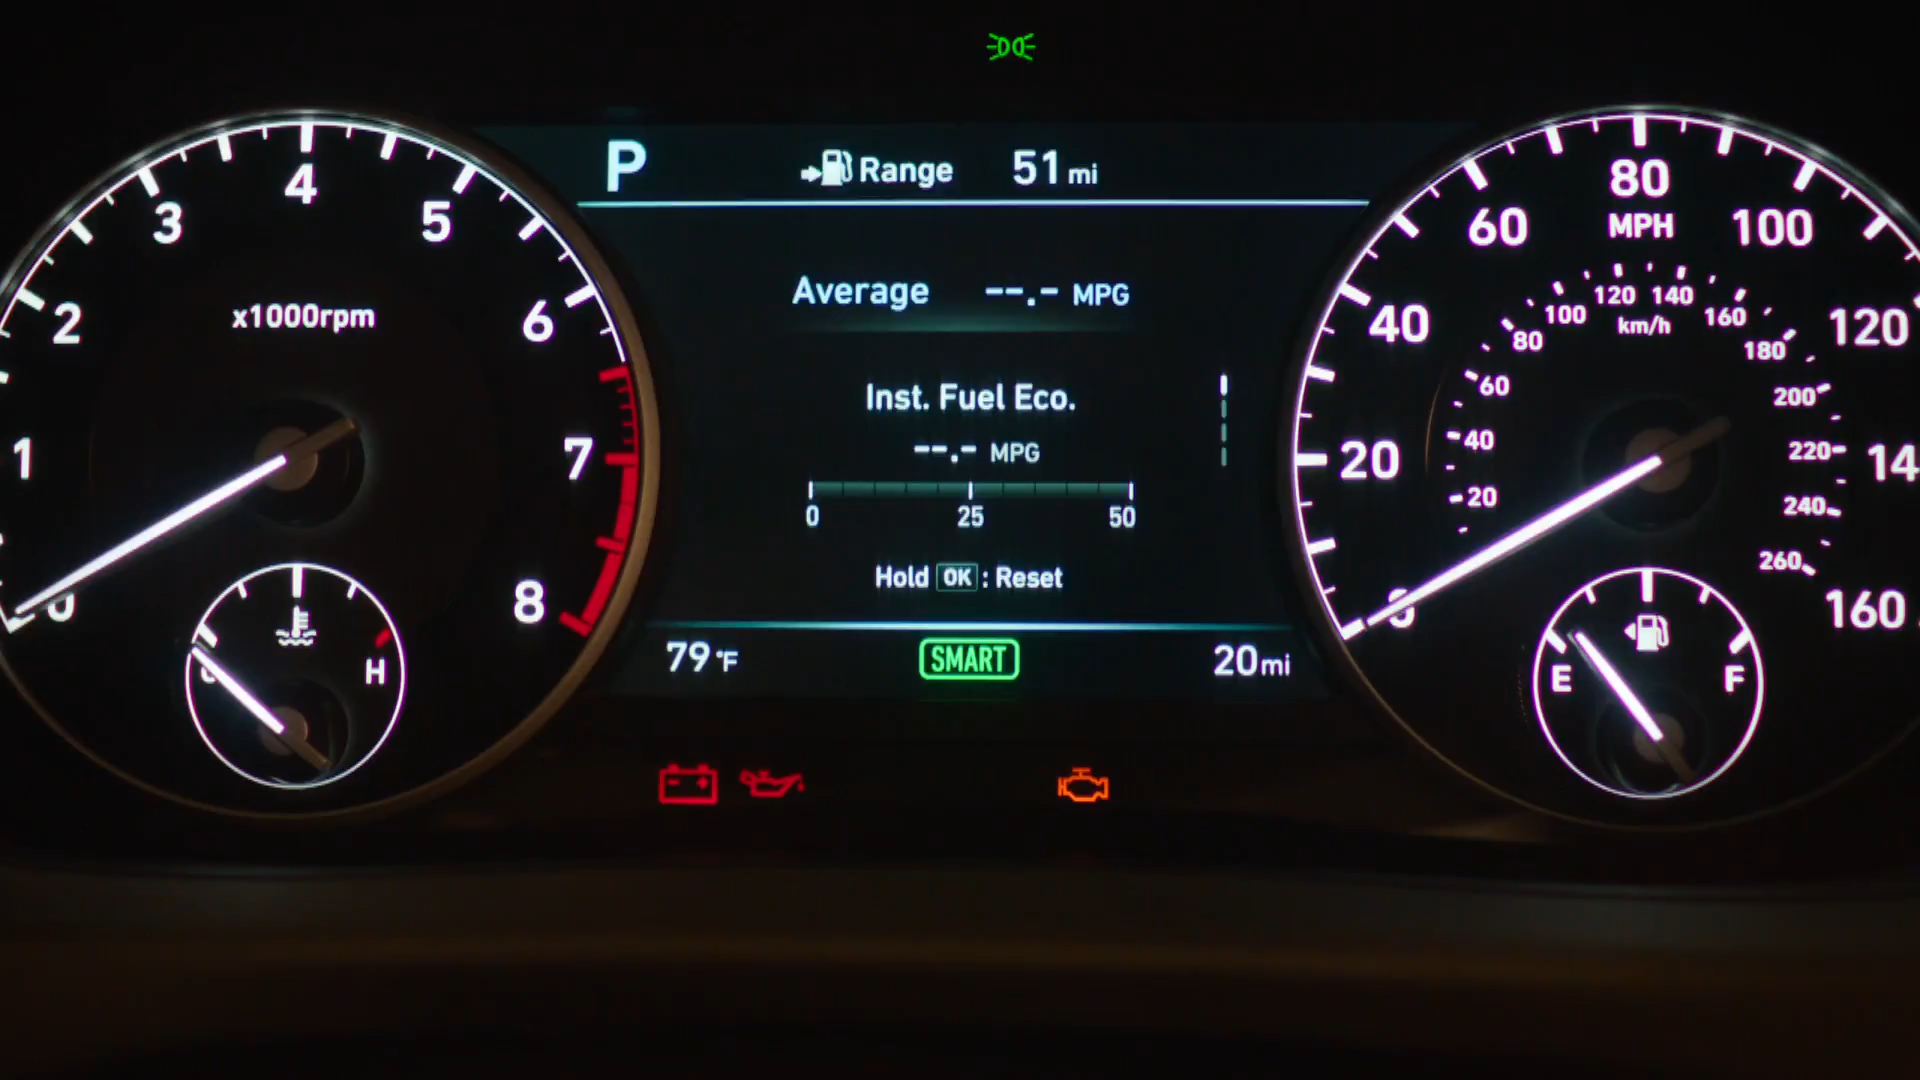 P Range 51 mi
Average --.- MPG
Inst. Fuel Eco.
--.- MPG
0 25 50
Hold OK : Reset
79°F SMART 20mi
0 1 2 3 4 5 6 7 8
x1000rpm
H
0 20 40 60 80 100 120 14 160
MPH
20 40 60 80 100 120 140 160 180 200 220 240 260
km/h
E F